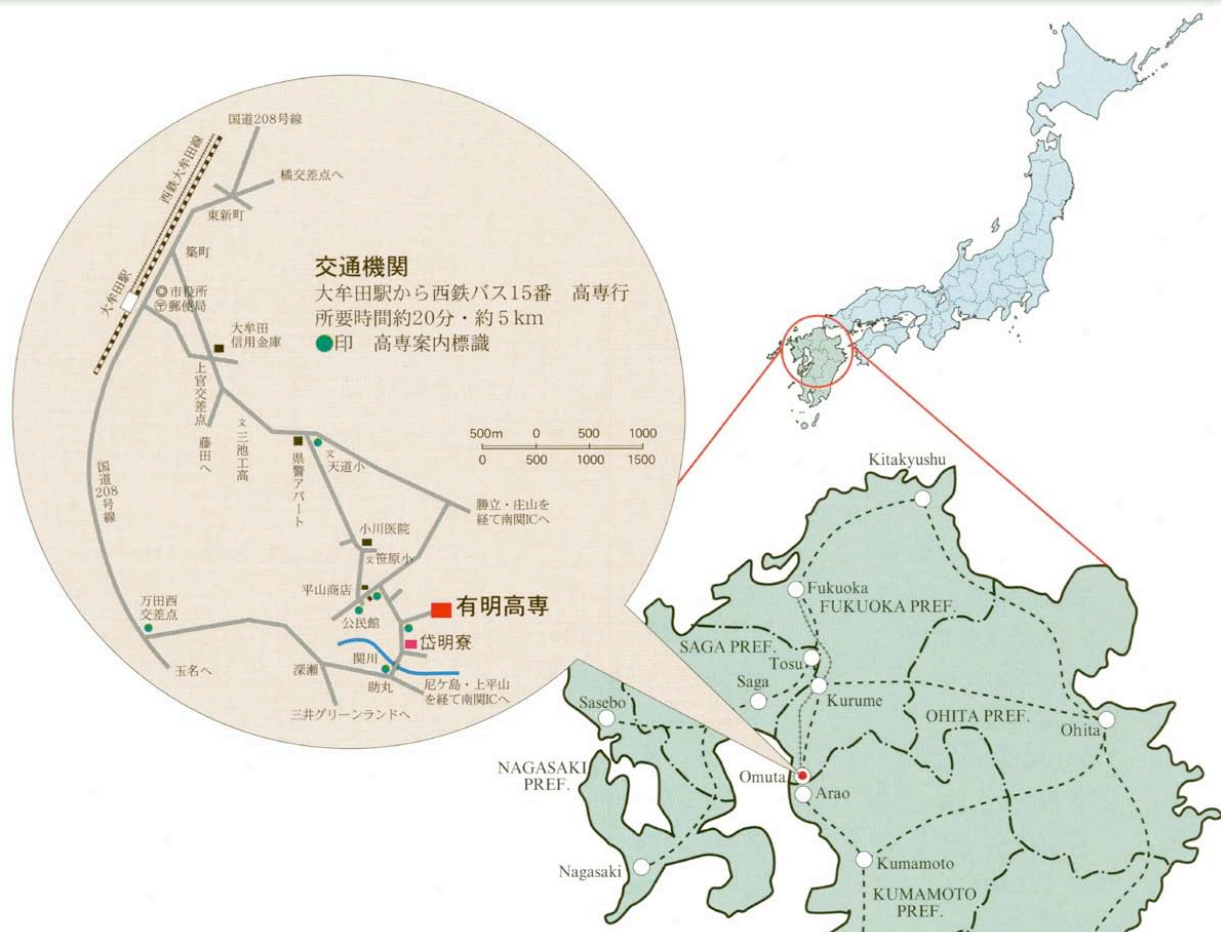 国道208号線
西鉄大牟田線
橘交差点へ
東新町
築町
大牟田駅
◎市役所
〒郵便局
大牟田
信用金庫
交通機関
大牟田駅から西鉄バス15番 高専行
所要時間約20分・約5km
●印 高専案内標識
上官交差点
藤田へ
文 三池工高
県警アパート
文
天道小
500m 0 500 1000
0 500 1000 1500
国道208号線
勝立・庄山を
経て南関ICへ
小川医院
文笹原小
平山商店
公民館
有明高専
岱明寮
万田西
交差点
玉名へ
深瀬
関川
助丸
尼ケ島・上平山
を経て南関ICへ
三井グリーンランドへ
Kitakyushu
Fukuoka
FUKUOKA PREF.
SAGA PREF.
Tosu
Saga
Kurume
Sasebo
OHITA PREF.
Ohita
NAGASAKI
PREF.
Omuta
Arao
Nagasaki
Kumamoto
KUMAMOTO
PREF.